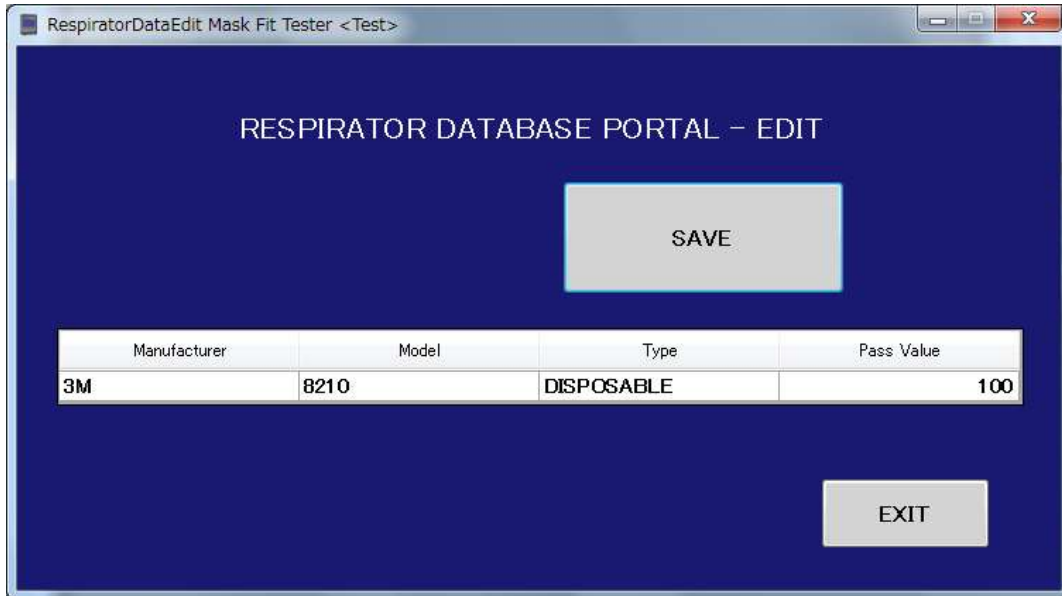 RespiratorDataEdit Mask Fit Tester <Test>
RESPIRATOR DATABASE PORTAL - EDIT
SAVE
Manufacturer Model Type Pass Value
3M 8210 DISPOSABLE 100
EXIT